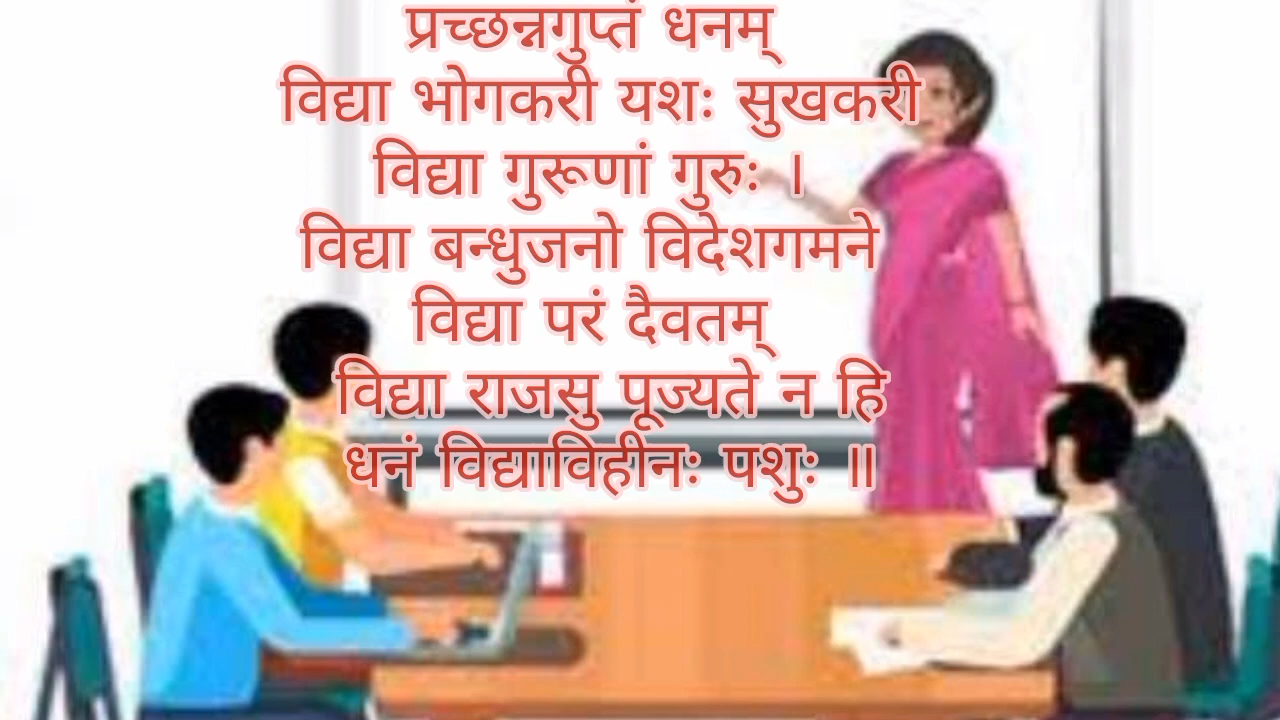 प्रच्छन्नगुप्तं धनम्
विद्या भोगकरी यशः सुखकरी
विद्या गुरूणां गुरुः ।
विद्या बन्धुजनो विदेशगमने
विद्या परं दैवतम्
विद्या राजसु पूज्यते न हि
धनं विद्याविहीनः पशुः ॥